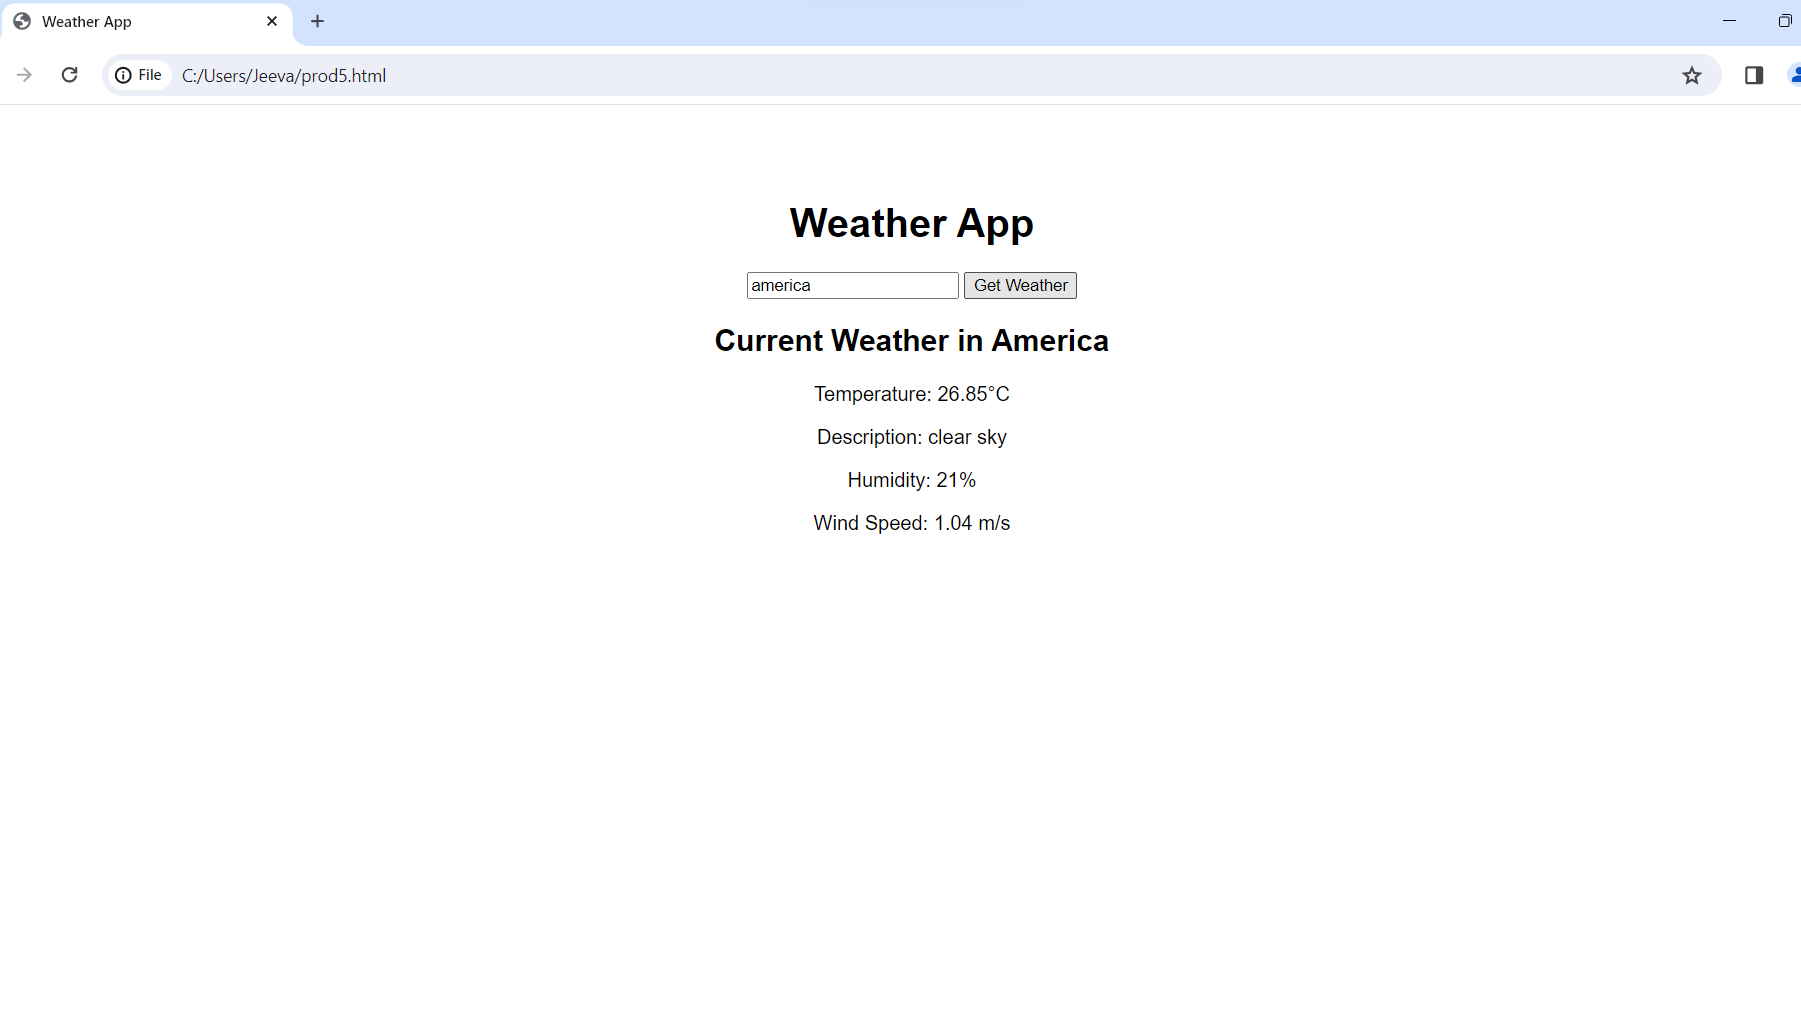 Weather App
File C:/Users/Jeeva/prod5.html
Weather App
america Get Weather
Current Weather in America
Temperature: 26.85°C
Description: clear sky
Humidity: 21%
Wind Speed: 1.04 m/s